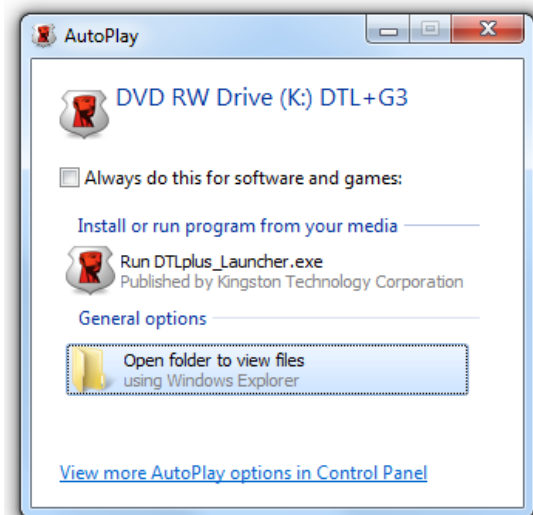 AutoPlay
DVD RW Drive (K:) DTL+G3
Always do this for software and games:
Install or run program from your media
Run DTLplus_Launcher.exe
Published by Kingston Technology Corporation
General options
Open folder to view files
using Windows Explorer
View more AutoPlay options in Control Panel